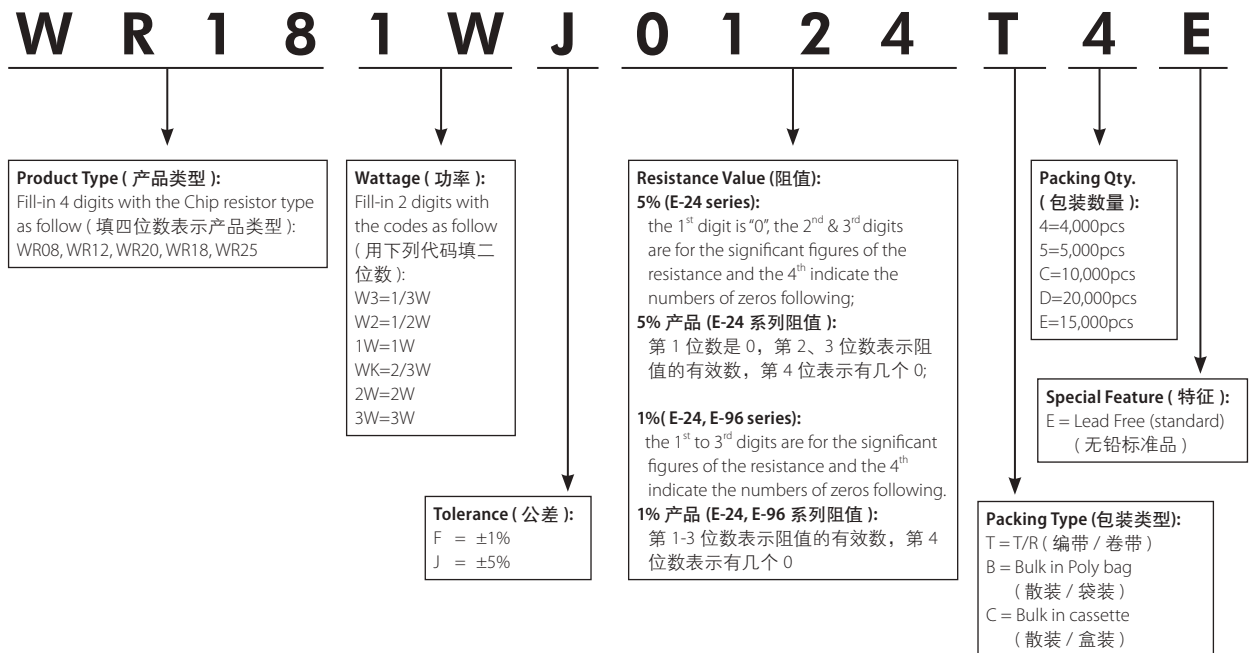 W R 1 8 1 W J 0 1 2 4 T 4 E
Product Type ( 产品类型 ):
Fill-in 4 digits with the Chip resistor type
as follow ( 填四位数表示产品类型 ):
WR08, WR12, WR20, WR18, WR25
Wattage ( 功率 ):
Fill-in 2 digits with
the codes as follow
( 用下列代码填二
位数 ):
W3=1/3W
W2=1/2W
1W=1W
WK=2/3W
2W=2W
3W=3W
Tolerance ( 公差 ):
F = ±1%
J = ±5%
Resistance Value (阻值):
5% (E-24 series):
the 1st digit is "0", the 2nd & 3rd digits
are for the significant figures of the
resistance and the 4th indicate the
numbers of zeros following;
5% 产品 (E-24 系列阻值 ):
第 1 位数是 0，第 2、3 位数表示阻
值的有效数，第 4 位表示有几个 0;
1%( E-24, E-96 series):
the 1st to 3rd digits are for the significant
figures of the resistance and the 4th
indicate the numbers of zeros following.
1% 产品 (E-24, E-96 系列阻值 ):
第 1-3 位数表示阻值的有效数，第 4
位数表示有几个 0
Packing Qty.
( 包装数量 ):
4=4,000pcs
5=5,000pcs
C=10,000pcs
D=20,000pcs
E=15,000pcs
Special Feature ( 特征 ):
E = Lead Free (standard)
( 无铅标准品 )
Packing Type (包装类型):
T = T/R ( 编带 / 卷带 )
B = Bulk in Poly bag
( 散装 / 袋装 )
C = Bulk in cassette
( 散装 / 盒装 )